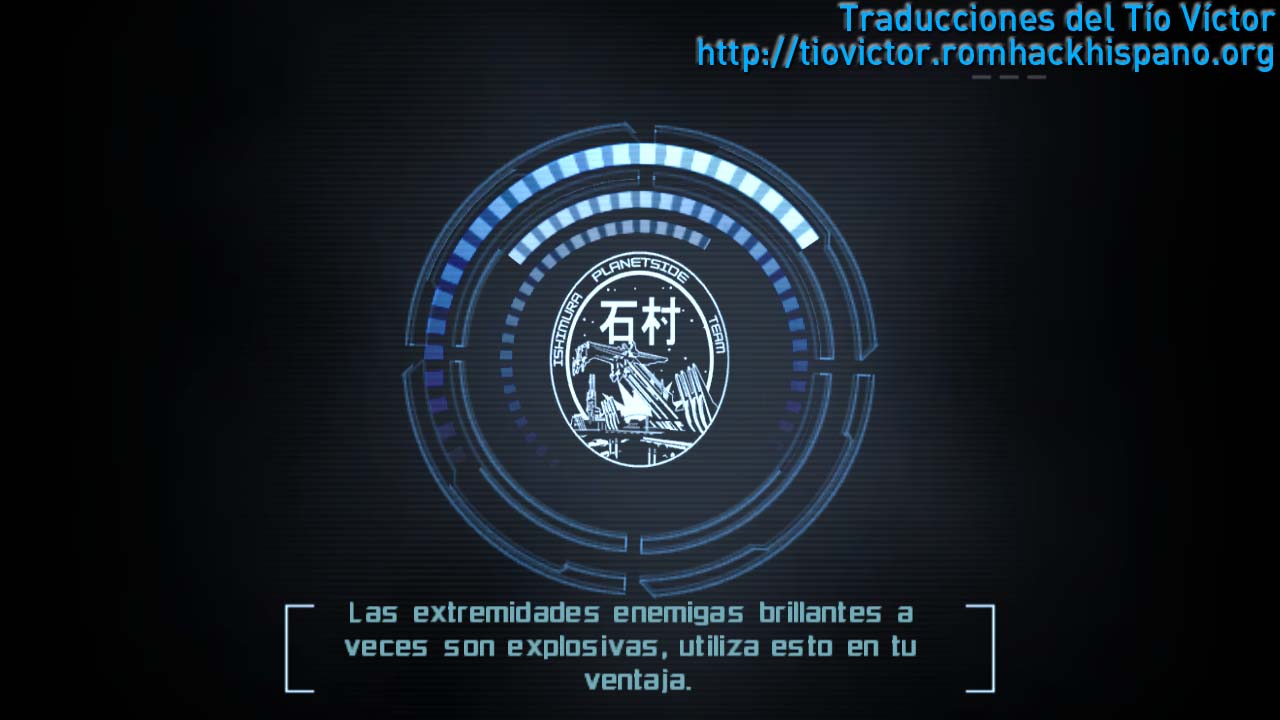 Traducciones del Tío Víctor
http://tiovictor.romhackhispano.org
ISHIMURA PLANETSIDE TEAM
石村
Las extremidades enemigas brillantes a
veces son explosivas, utiliza esto en tu
ventaja.